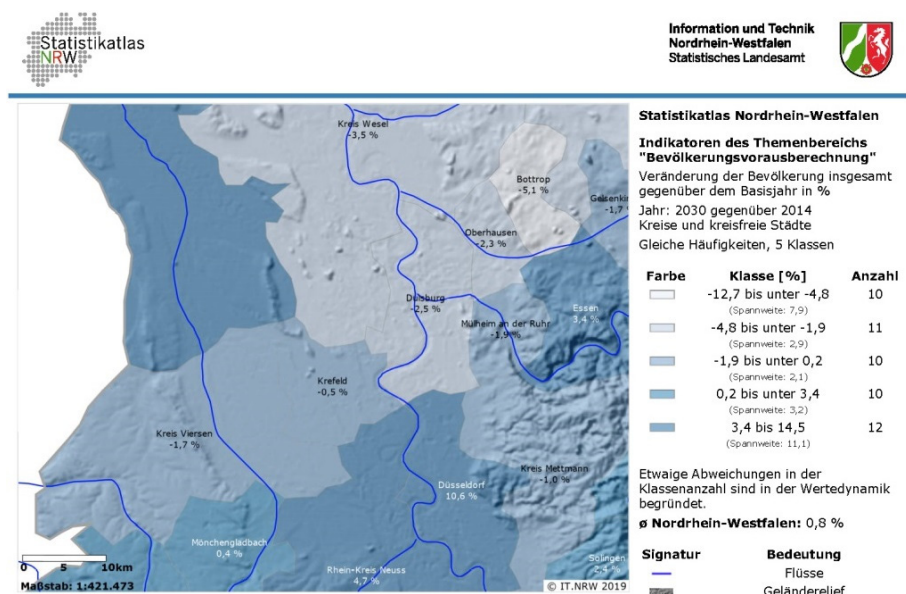 Statistikatlas
NRW
Information und Technik
Nordrhein-Westfalen
Statistisches Landesamt
Kreis Wesel
-3,5 %
Bottrop
-5,1 %
-1,7
Oberhausen
-2,3 %
Duisburg
-2,5 %
Essen
3,4 %
Mülheim an der Ruhr
-1,9 %
Krefeld
-0,5 %
Kreis Viersen
-1,7 %
Kreis Mettmann
-1,0 %
Düsseldorf
10,6 %
Mönchengladbach
0,4 %
Rhein-Kreis Neuss
4,7 %
Solingen
2,4 %
0 5 10km
Maßstab: 1:421.473
© IT.NRW 2019
Statistikatlas Nordrhein-Westfalen
Indikatoren des Themenbereichs
"Bevölkerungsvorausberechnung"
Veränderung der Bevölkerung insgesamt
gegenüber dem Basisjahr in %
Jahr: 2030 gegenüber 2014
Kreise und kreisfreie Städte
Gleiche Häufigkeiten, 5 Klassen
Farbe Klasse [%] Anzahl
-12,7 bis unter -4,8 10
(Spannweite: 7,9)
-4,8 bis unter -1,9 11
(Spannweite: 2,9)
-1,9 bis unter 0,2 10
(Spannweite: 2,1)
0,2 bis unter 3,4 10
(Spannweite: 3,2)
3,4 bis 14,5 12
(Spannweite: 11,1)
Etwaige Abweichungen in der
Klassenanzahl sind in der Wertedynamik
begründet.
ø Nordrhein-Westfalen: 0,8 %
Signatur Bedeutung
Flüsse
Geländerelief